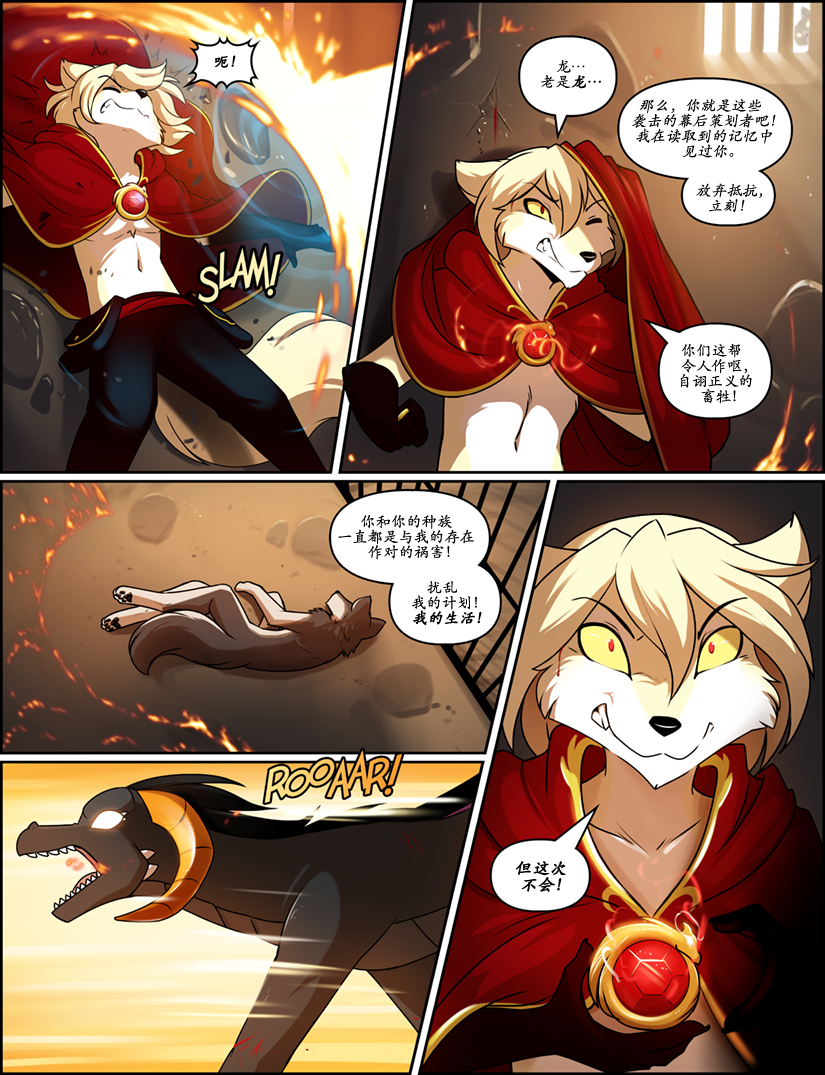 呃！
SLAM!
龙…
老是龙…
那么，你就是这些
袭击的幕后策划者吧！
我在读取到的记忆中
见过你。
放弃抵抗，
立刻！
你们这帮
令人作呕，
自诩正义的
畜牲！
你和你的种族
一直都是与我的存在
作对的祸害！
扰乱
我的计划！
我的生活！
ROOAAR!
但这次
不会！